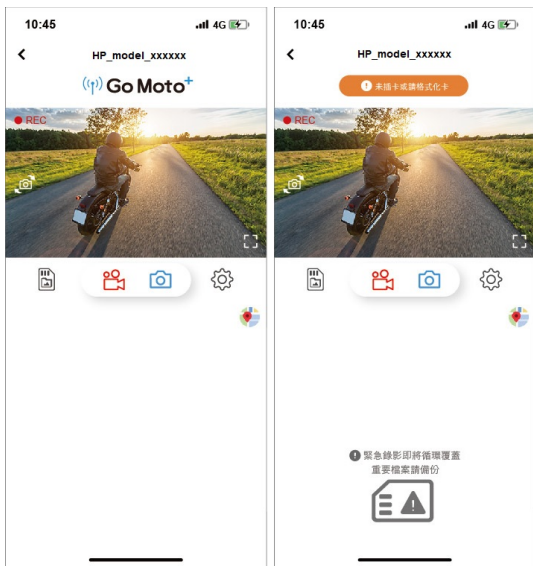 10:45
4G
HP_model_xxxxxx
Go Moto+
REC
10:45
4G
HP_model_xxxxxx
未插卡或請格式化卡
REC
緊急錄影即將循環覆蓋
重要檔案請備份